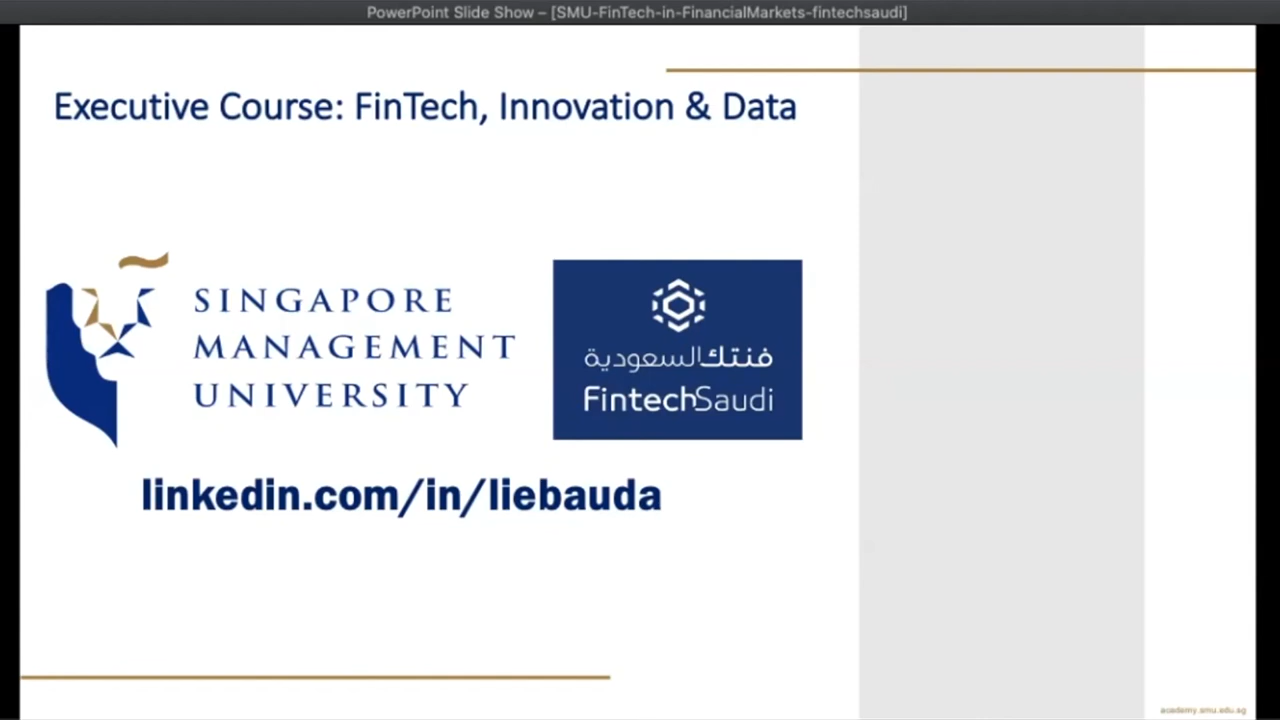 PowerPoint Slide Show – [SMU-FinTech-in-FinancialMarkets-fintechsaudi]
Executive Course: FinTech, Innovation & Data
SINGAPORE
MANAGEMENT
UNIVERSITY
فنتك السعودية
FintechSaudi
linkedin.com/in/liebauda
academy.smu.edu.sg